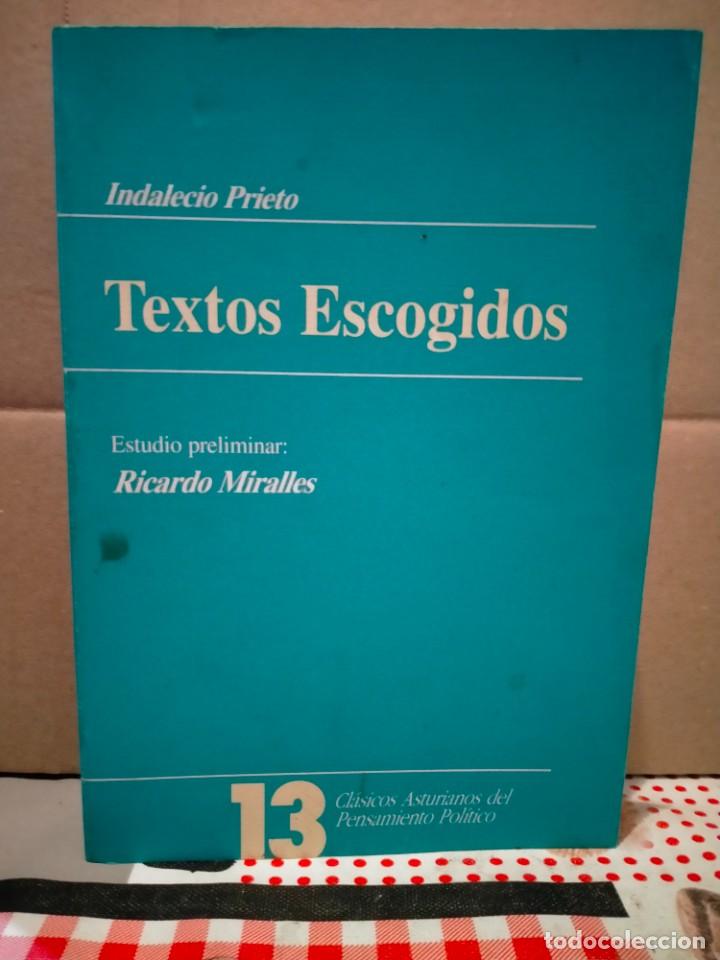 Indalecio Prieto
Textos Escogidos
Estudio preliminar:
Ricardo Miralles
13
Clásicos Asturianos del
Pensamiento Político
todocoleccion